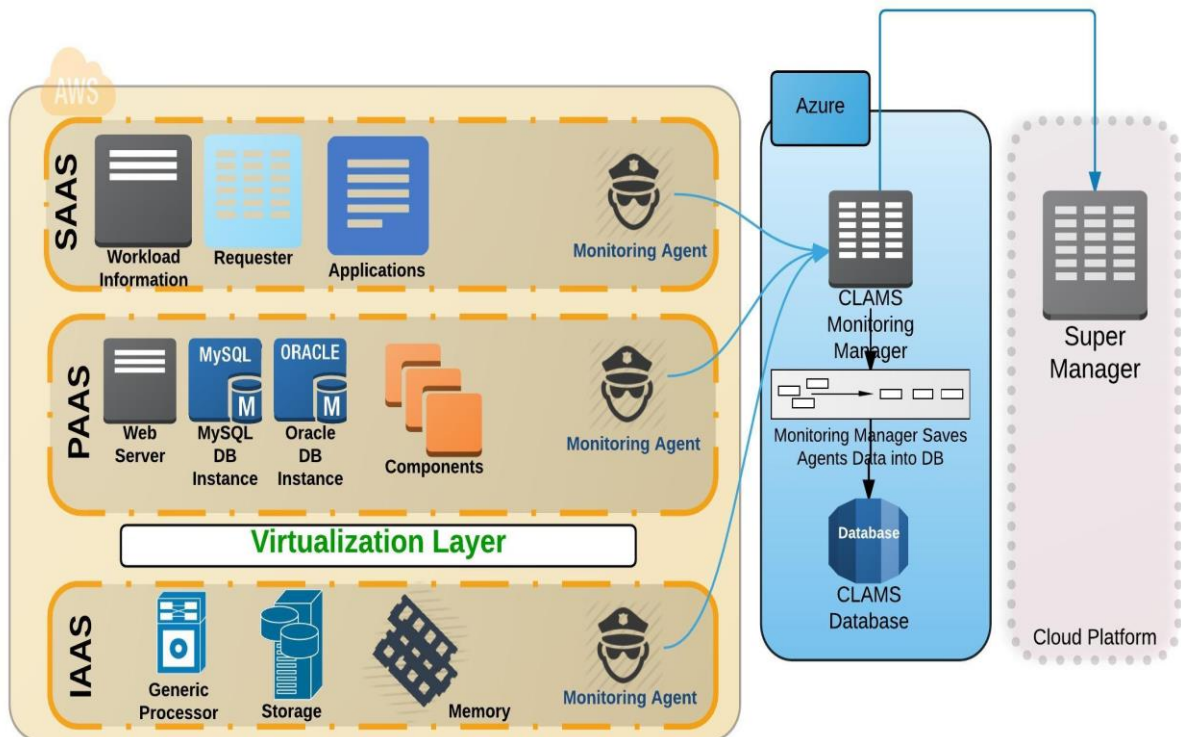 AWS
SAAS
Workload
Information
Requester
Applications
Monitoring Agent
PAAS
Web
Server
MySQL
M
MySQL
DB
Instance
ORACLE
M
Oracle
DB
Instance
Components
Monitoring Agent
Virtualization Layer
IAAS
Generic
Processor
Storage
Memory
Monitoring Agent
Azure
CLAMS
Monitoring
Manager
Monitoring Manager Saves
Agents Data into DB
Database
CLAMS
Database
Super
Manager
Cloud Platform